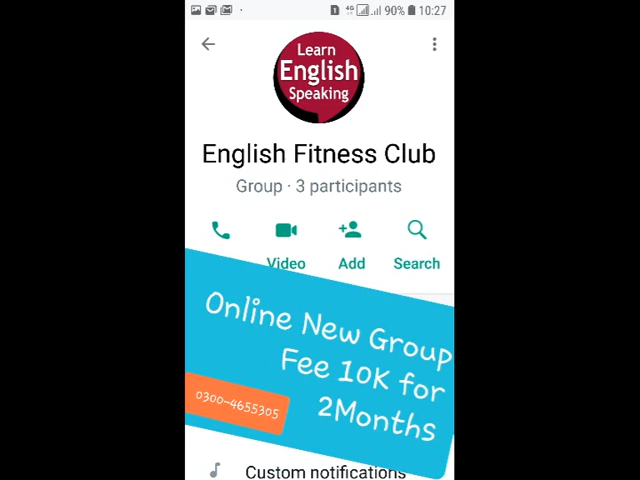 90% 10:27
Learn
English
Speaking
English Fitness Club
Group · 3 participants
Video Add Search
Online New Group
Fee 10K for
2Months
0300-4655305
Custom notifications